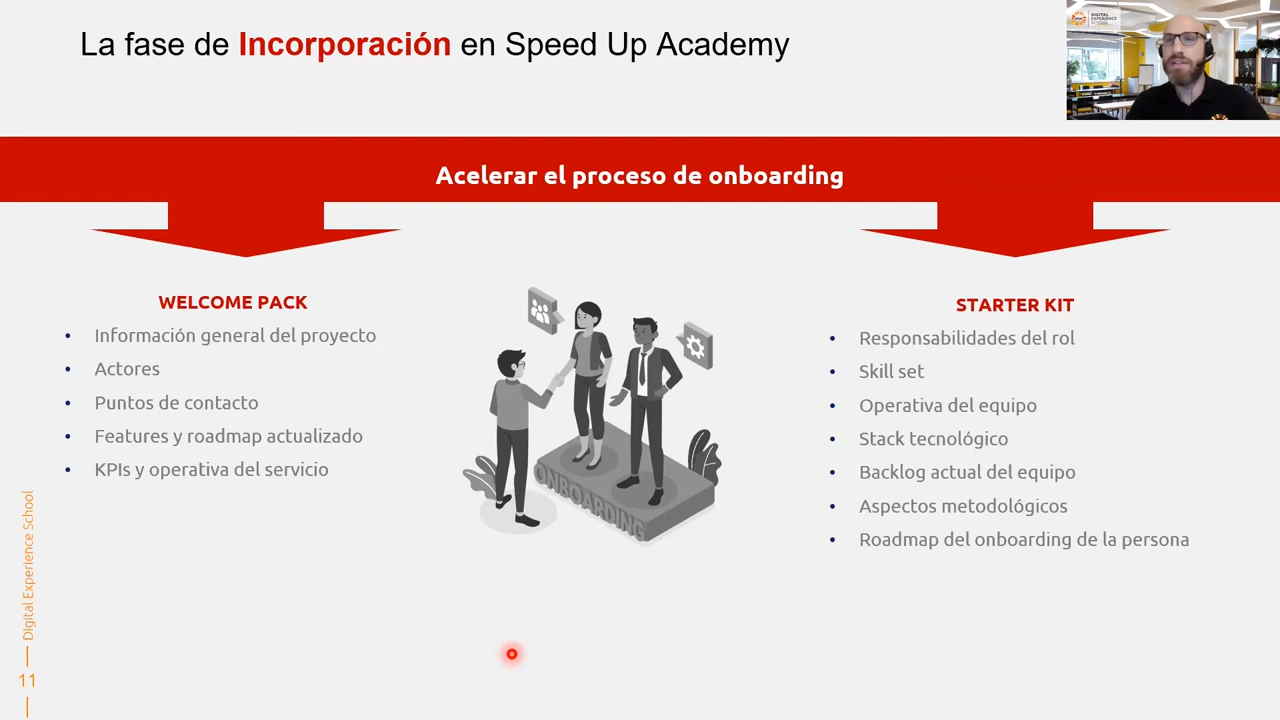 La fase de Incorporación en Speed Up Academy
DIGITAL
EXPERIENCE
SCHOOL
Acelerar el proceso de onboarding
WELCOME PACK
• Información general del proyecto
• Actores
• Puntos de contacto
• Features y roadmap actualizado
• KPIs y operativa del servicio
ONBOARDING
STARTER KIT
• Responsabilidades del rol
• Skill set
• Operativa del equipo
• Stack tecnológico
• Backlog actual del equipo
• Aspectos metodológicos
• Roadmap del onboarding de la persona
Digital Experience School
11